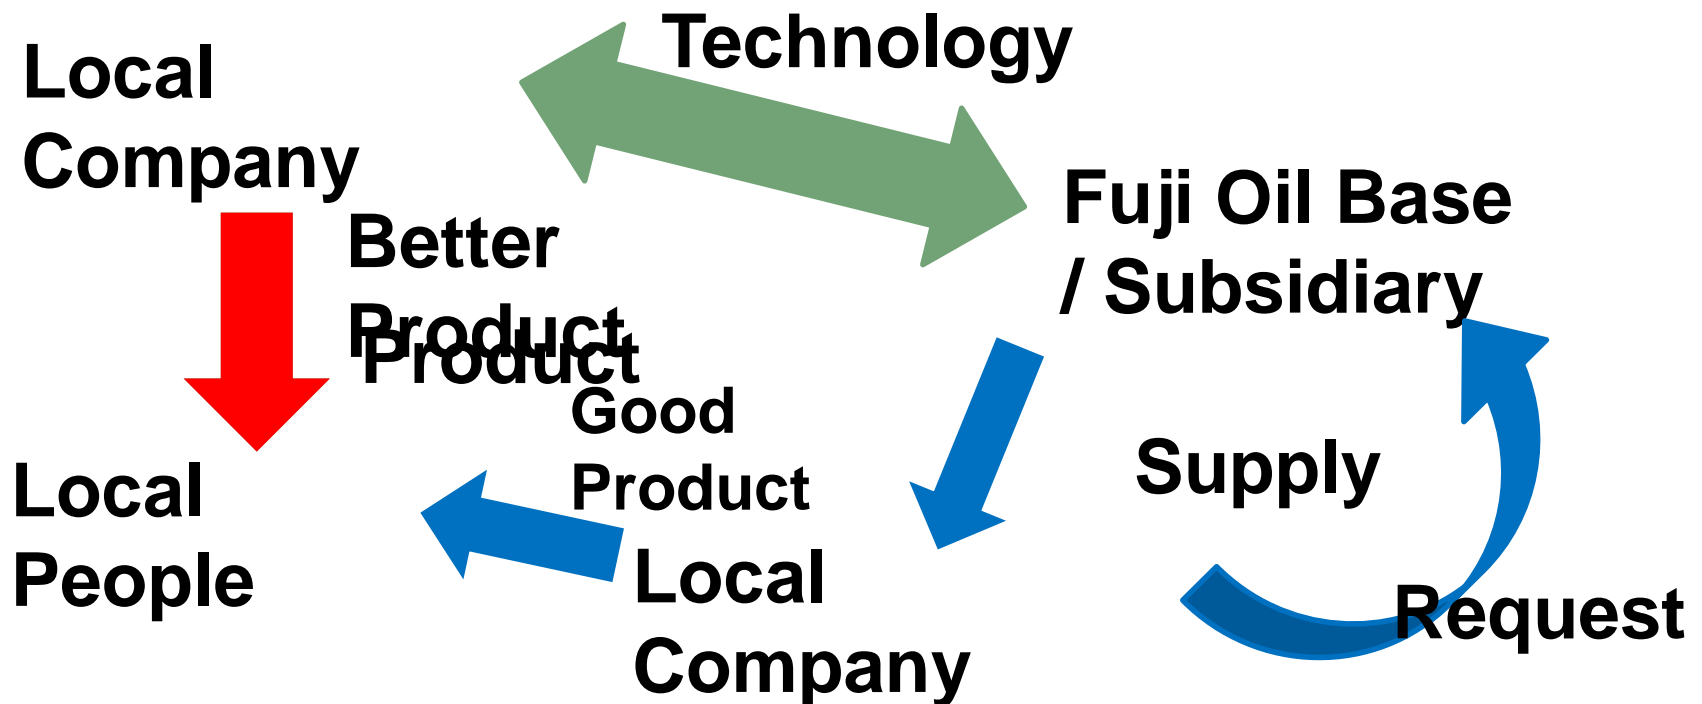 Technology
Local
Company
Fuji Oil Base
/ Subsidiary
Better
Product
Product
Good
Product
Supply
Local
People
Local
Company
Request